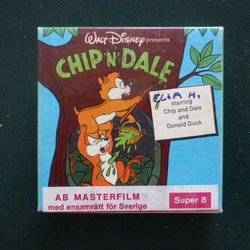 WALT DISNEY presents
CHIP 'N' DALE
ELLA H.
starring
Chip and Dale
and
Donald Duck
AB MASTERFILM
med ensamrätt för Sverige
Super 8